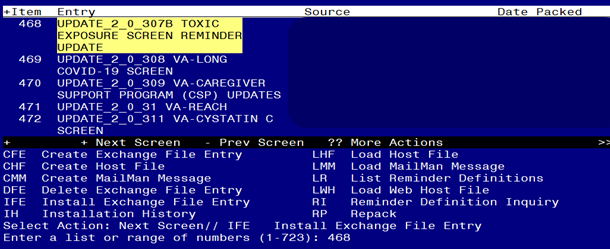 +Item  Entry  Source  Date Packed
468  UPDATE_2_0_307B TOXIC
EXPOSURE SCREEN REMINDER
UPDATE
469  UPDATE_2_0_308 VA-LONG
COVID-19 SCREEN
470  UPDATE_2_0_309 VA-CAREGIVER
SUPPORT PROGRAM (CSP) UPDATES
471  UPDATE_2_0_31 VA-REACH
472  UPDATE_2_0_311 VA-CYSTATIN C
SCREEN
+  + Next Screen  - Prev Screen  ?? More Actions  >>
CFE  Create Exchange File Entry  LHF  Load Host File
CHF  Create Host File  LMM  Load MailMan Message
CMM  Create MailMan Message  LR  List Reminder Definitions
DFE  Delete Exchange File Entry  LWH  Load Web Host File
IFE  Install Exchange File Entry  RI  Reminder Definition Inquiry
IH  Installation History  RP  Repack
Select Action: Next Screen// IFE  Install Exchange File Entry
Enter a list or range of numbers (1-723): 468